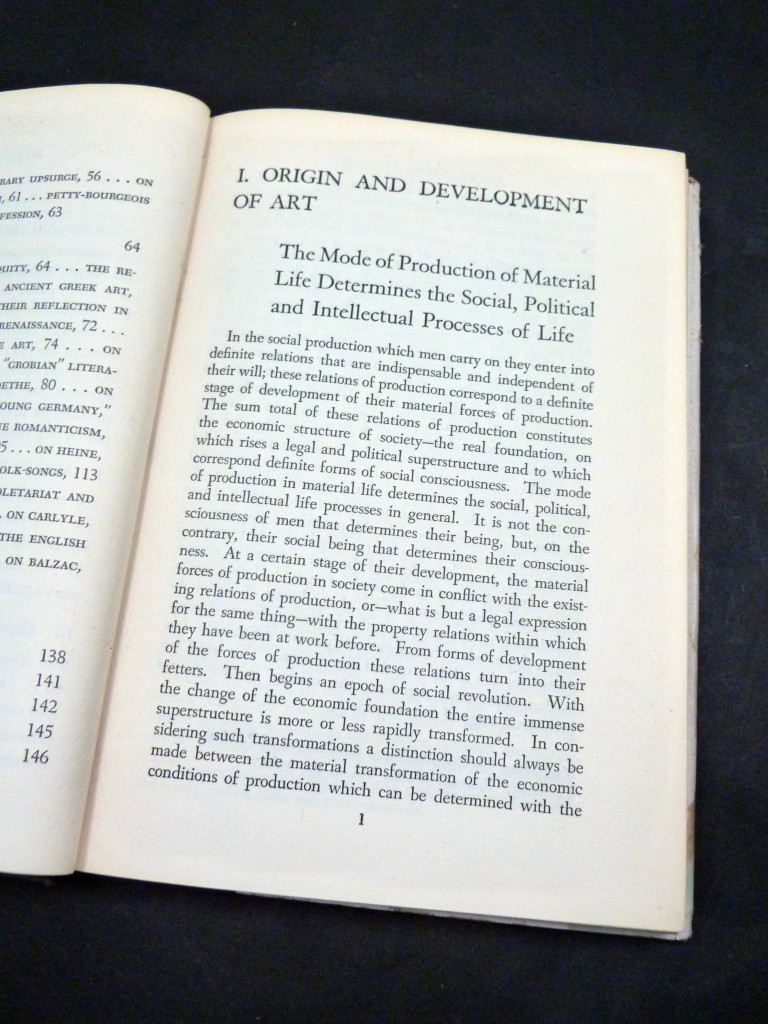 UPSURGE, 56 . . . ON
61 . . . PETTY-BOURGEOIS
63
64
64 . . . THE RE-
ANCIENT GREEK ART,
THEIR REFLECTION IN
RENAISSANCE, 72 . . .
ART, 74 . . . ON
"GROBIAN" LITERA-
80 . . . ON
YOUNG GERMANY,"
ROMANTICISM,
. . . ON HEINE,
FOLK-SONGS, 113
AND
ON CARLYLE,
THE ENGLISH
ON BALZAC,
138
141
142
145
146
I. ORIGIN AND DEVELOPMENT
OF ART
The Mode of Production of Material
Life Determines the Social, Political
and Intellectual Processes of Life
In the social production which men carry on they enter into
definite relations that are indispensable and independent of
their will; these relations of production correspond to a definite
stage of development of their material forces of production.
The sum total of these relations of production constitutes
the economic structure of society—the real foundation, on
which rises a legal and political superstructure and to which
correspond definite forms of social consciousness. The mode
of production in material life determines the social, political,
and intellectual life processes in general. It is not the con-
sciousness of men that determines their being, but, on the
contrary, their social being that determines their conscious-
ness. At a certain stage of their development, the material
forces of production in society come in conflict with the exist-
ing relations of production, or—what is but a legal expression
for the same thing—with the property relations within which
they have been at work before. From forms of development
of the forces of production these relations turn into their
fetters. Then begins an epoch of social revolution. With
the change of the economic foundation the entire immense
superstructure is more or less rapidly transformed. In con-
sidering such transformations a distinction should always be
made between the material transformation of the economic
conditions of production which can be determined with the
1